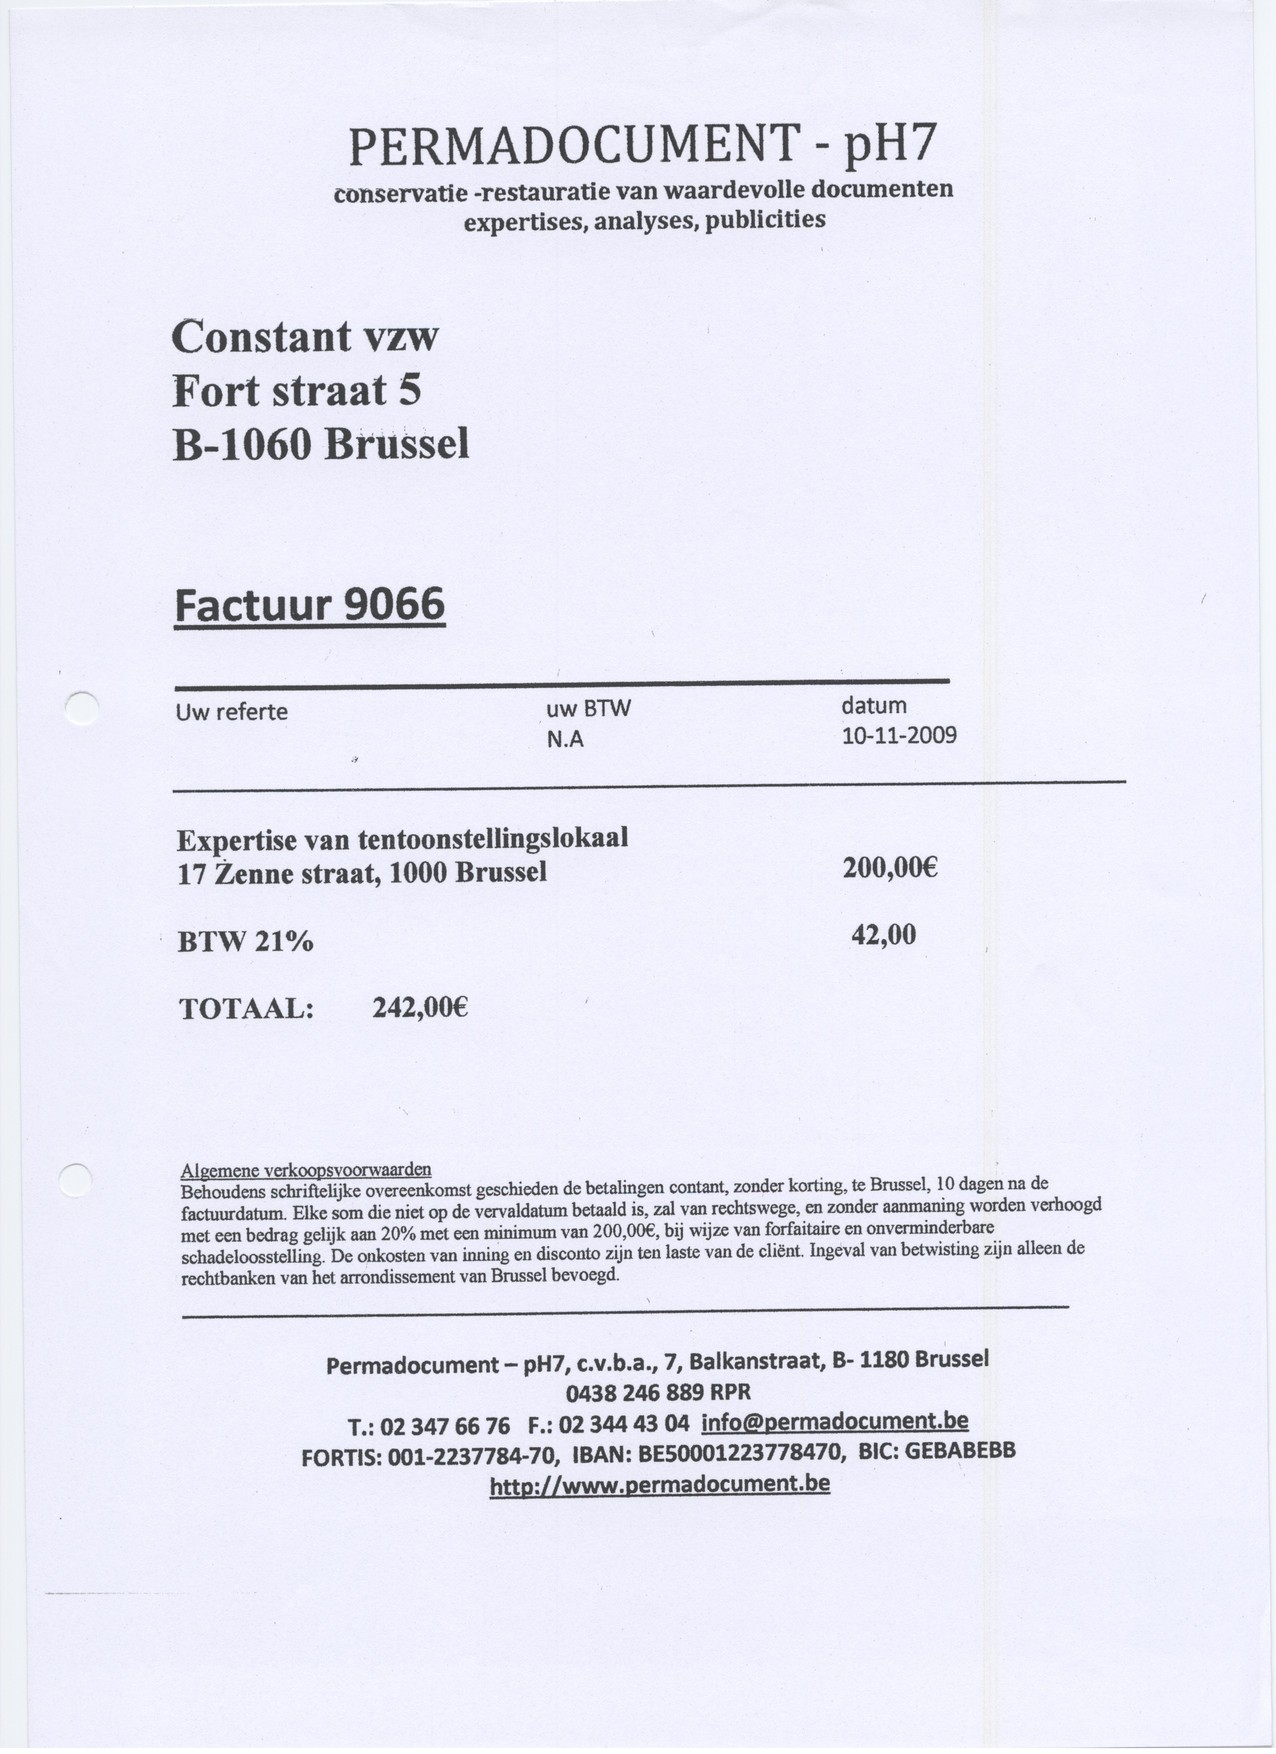 PERMADOCUMENT - pH7
conservatie -restauratie van waardevolle documenten
expertises, analyses, publicities
Constant vzw
Fort straat 5
B-1060 Brussel
Factuur 9066
Uw referte uw BTW datum
N.A 10-11-2009
Expertise van tentoonstellingslokaal
17 Zenne straat, 1000 Brussel 200,00€
BTW 21% 42,00
TOTAAL: 242,00€
Algemene verkoopsvoorwaarden
Behoudens schriftelijke overeenkomst geschieden de betalingen contant, zonder korting, te Brussel, 10 dagen na de
factuurdatum. Elke som die niet op de vervaldatum betaald is, zal van rechtswege, en zonder aanmaning worden verhoogd
met een bedrag gelijk aan 20% met een minimum van 200,00€, bij wijze van forfaitaire en onverminderbare
schadeloosstelling. De onkosten van inning en disconto zijn ten laste van de cliënt. Ingeval van betwisting zijn alleen de
rechtbanken van het arrondissement van Brussel bevoegd.
Permadocument – pH7, c.v.b.a., 7, Balkanstraat, B- 1180 Brussel
0438 246 889 RPR
T.: 02 347 66 76 F.: 02 344 43 04 info@permadocument.be
FORTIS: 001-2237784-70, IBAN: BE50001223778470, BIC: GEBABEBB
http://www.permadocument.be